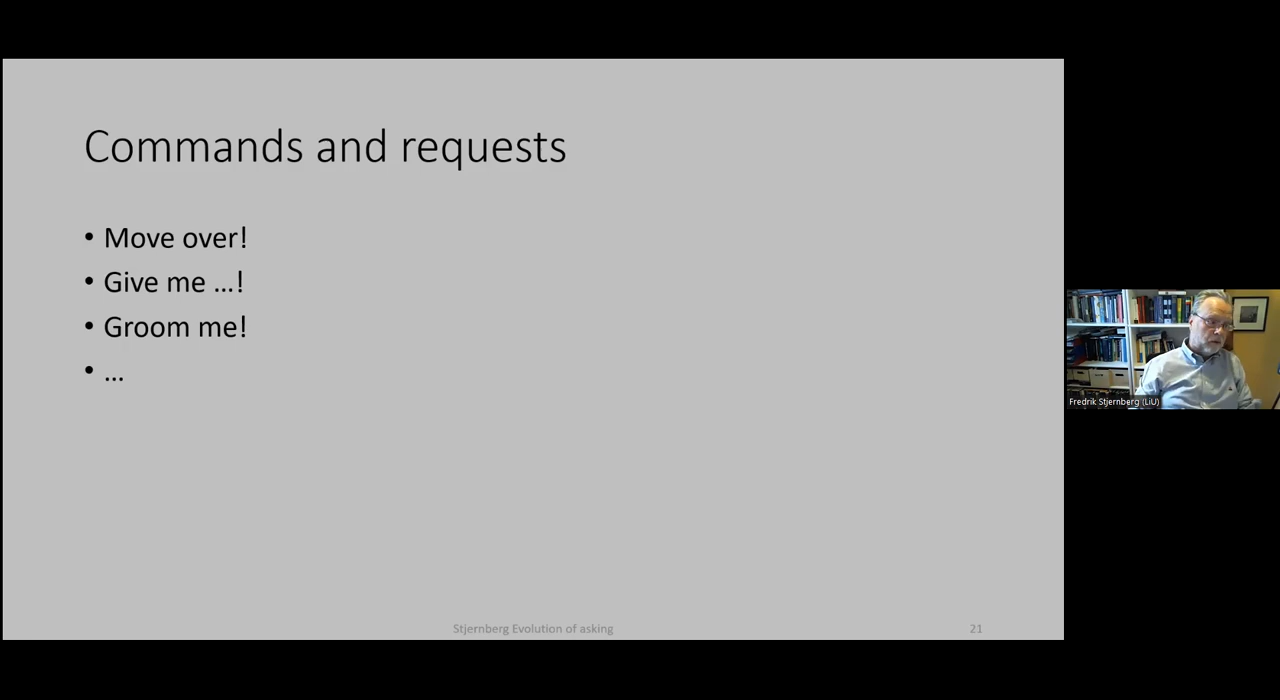 Commands and requests
• Move over!
• Give me …!
• Groom me!
• …
Stjernberg Evolution of asking
21
Fredrik Stjernberg (LiU)